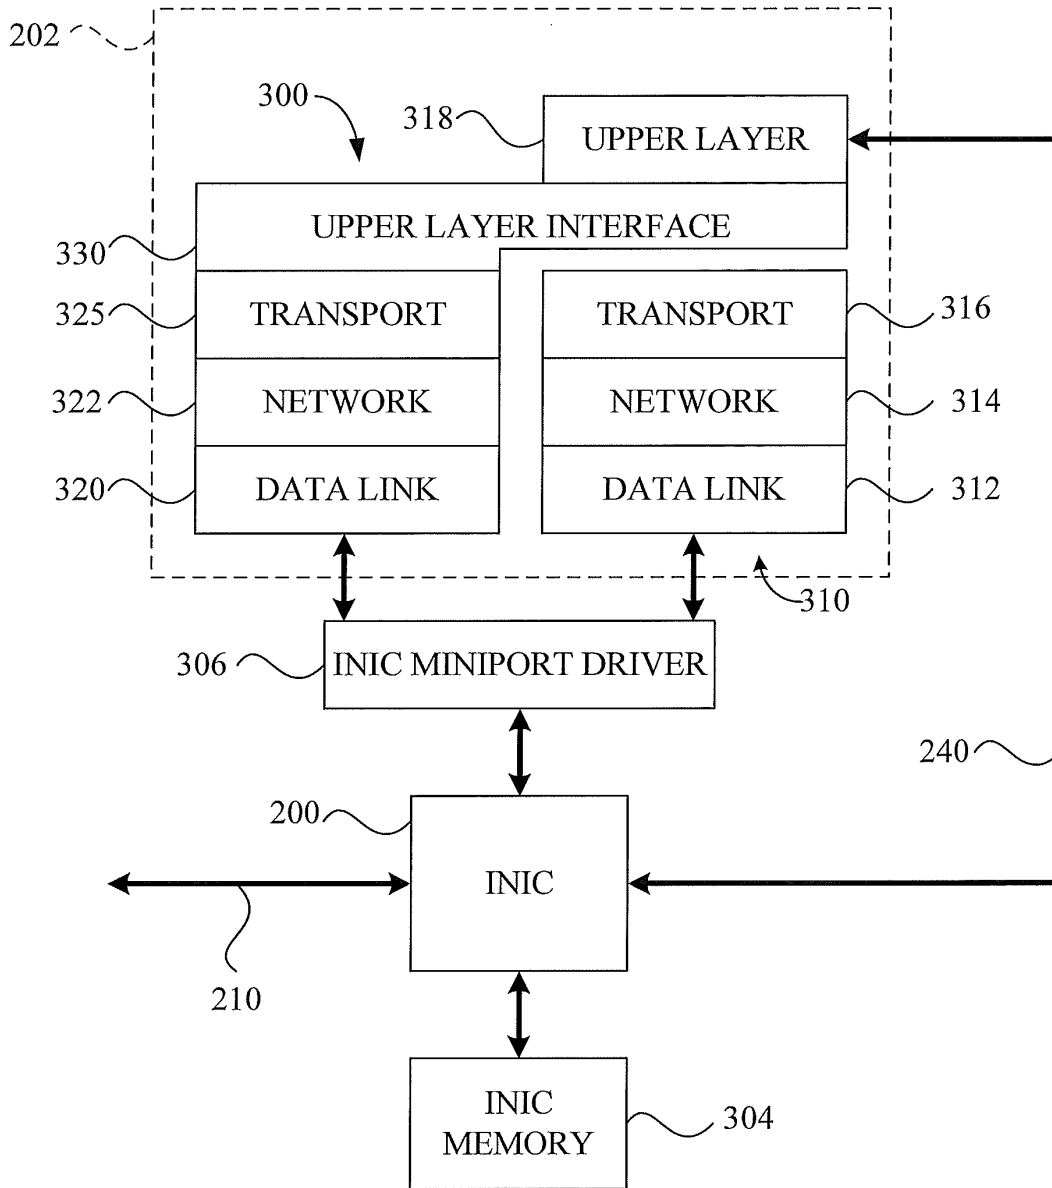 202
300
318
UPPER LAYER
UPPER LAYER INTERFACE
330
325
TRANSPORT
TRANSPORT
316
322
NETWORK
NETWORK
314
320
DATA LINK
DATA LINK
312
310
306
INIC MINIPORT DRIVER
240
200
INIC
210
INIC
MEMORY
304